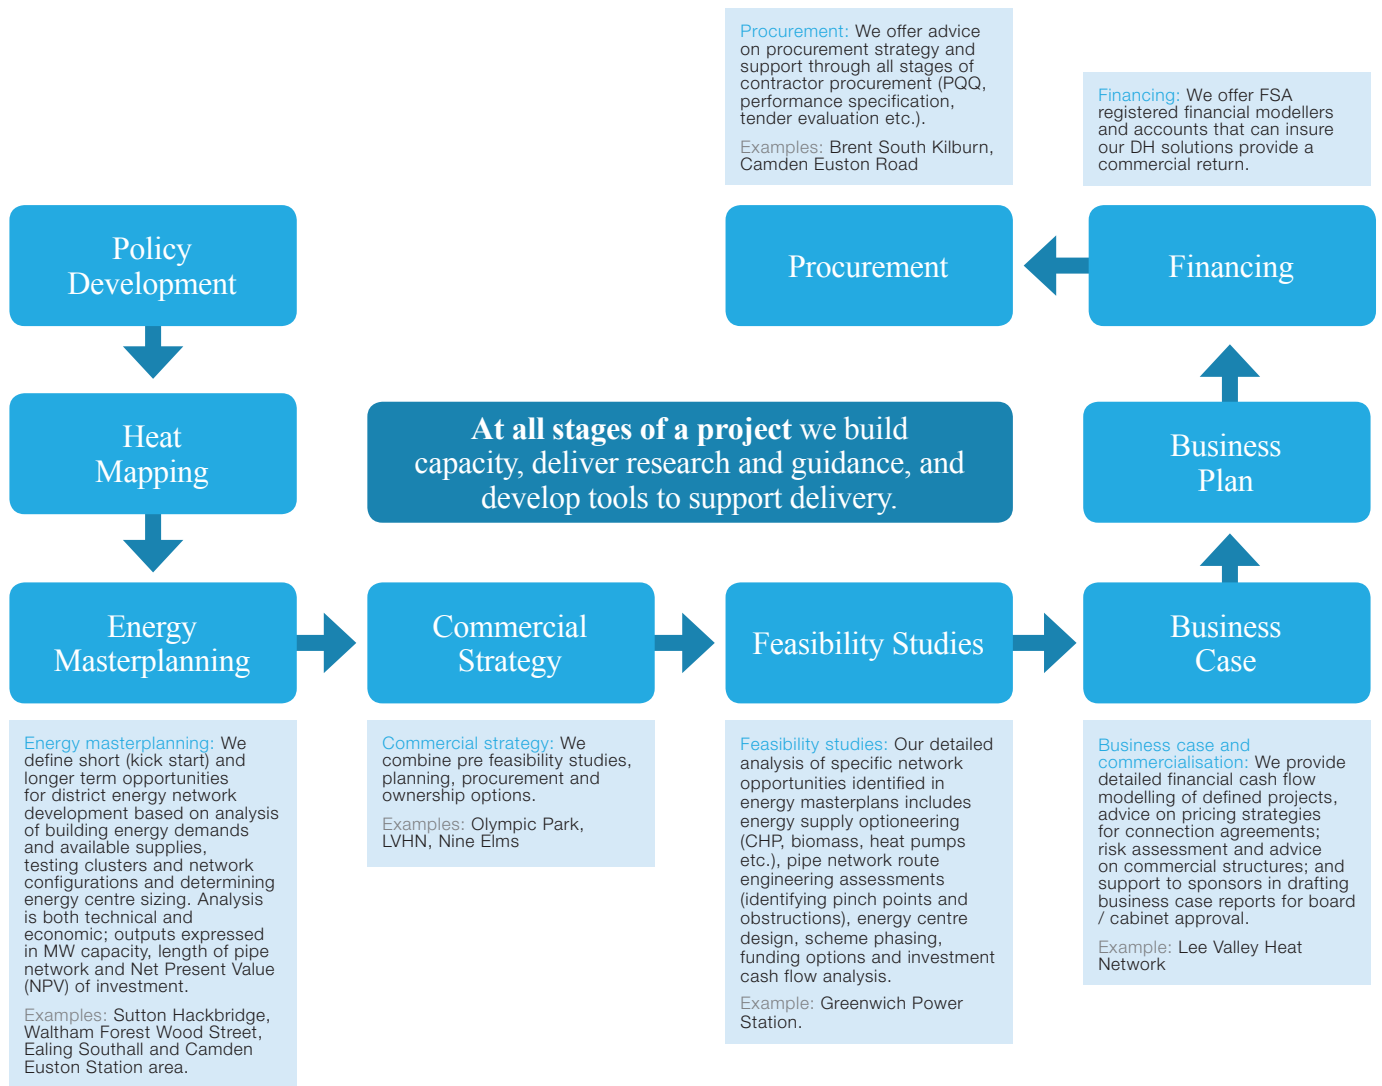 Policy
Development
Heat
Mapping
Energy
Masterplanning
Energy masterplanning: We
define short (kick start) and
longer term opportunities
for district energy network
development based on analysis
of building energy demands
and available supplies,
testing clusters and network
configurations and determining
energy centre sizing. Analysis
is both technical and
economic; outputs expressed
in MW capacity, length of pipe
network and Net Present Value
(NPV) of investment.
Examples: Sutton Hackbridge,
Waltham Forest Wood Street,
Ealing Southall and Camden
Euston Station area.
At all stages of a project we build
capacity, deliver research and guidance, and
develop tools to support delivery.
Commercial
Strategy
Commercial strategy: We
combine pre feasibility studies,
planning, procurement and
ownership options.
Examples: Olympic Park,
LVHN, Nine Elms
Feasibility Studies
Feasibility studies: Our detailed
analysis of specific network
opportunities identified in
energy masterplans includes
energy supply optioneering
(CHP, biomass, heat pumps
etc.), pipe network route
engineering assessments
(identifying pinch points and
obstructions), energy centre
design, scheme phasing,
funding options and investment
cash flow analysis.
Example: Greenwich Power
Station.
Business
Case
Business case and
commercialisation: We provide
detailed financial cash flow
modelling of defined projects,
advice on pricing strategies
for connection agreements;
risk assessment and advice
on commercial structures; and
support to sponsors in drafting
business case reports for board
/ cabinet approval.
Example: Lee Valley Heat
Network
Business
Plan
Financing: We offer FSA
registered financial modellers
and accounts that can insure
our DH solutions provide a
commercial return.
Financing
Procurement: We offer advice
on procurement strategy and
support through all stages of
contractor procurement (PQQ,
performance specification,
tender evaluation etc.).
Examples: Brent South Kilburn,
Camden Euston Road
Procurement